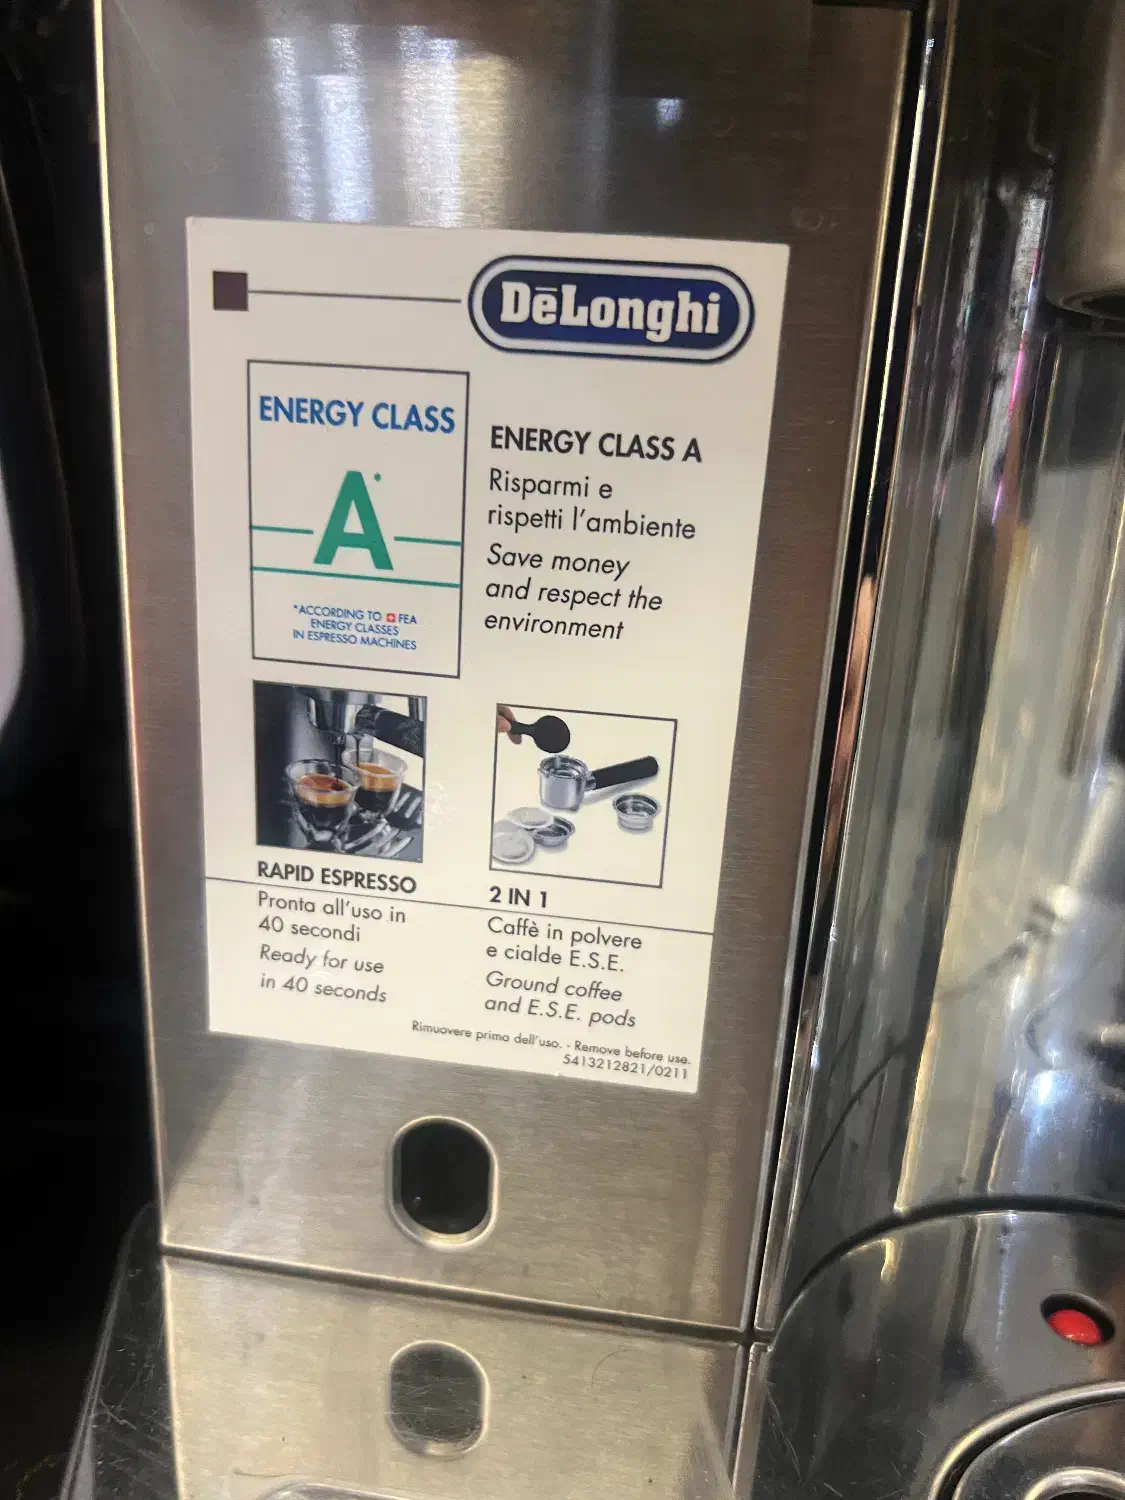 DeLonghi
ENERGY CLASS
A*
*ACCORDING TO FEA
ENERGY CLASSES
IN ESPRESSO MACHINES
ENERGY CLASS A
Risparmi e
rispetti l'ambiente
Save money
and respect the
environment
RAPID ESPRESSO
Pronta all'uso in
40 secondi
Ready for use
in 40 seconds
2 IN 1
Caffè in polvere
e cialde E.S.E.
Ground coffee
and E.S.E. pods
Rimuovere prima dell'uso. - Remove before use.
5413212821/0211